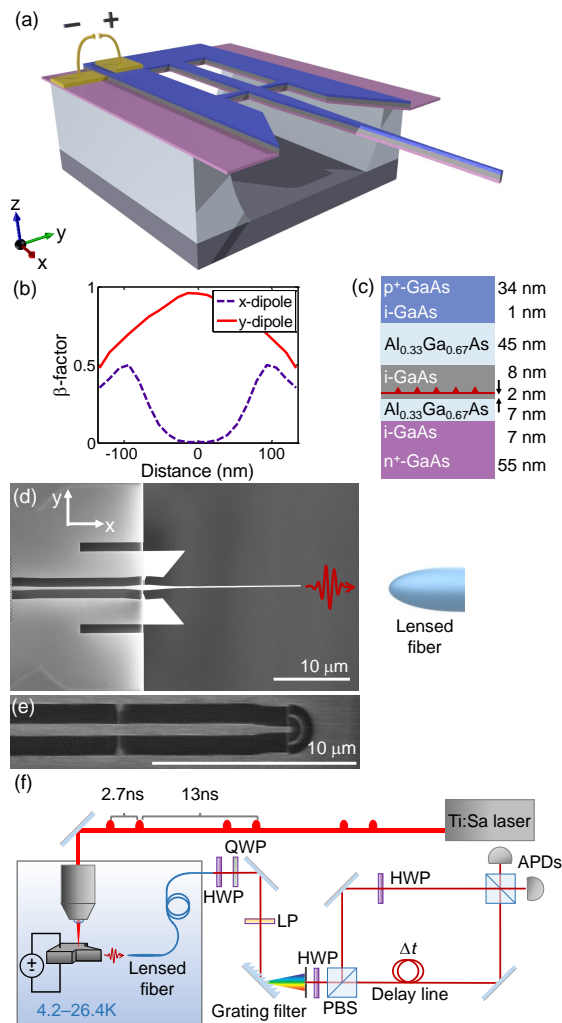 (a)
− +
z
y
x
(b)
1
0.5
0
β-factor
x-dipole
y-dipole
-100 0 100
Distance (nm)
(c)
p⁺-GaAs 34 nm
i-GaAs 1 nm
Al₀.₃₃Ga₀.₆₇As 45 nm
i-GaAs 8 nm
2 nm
Al₀.₃₃Ga₀.₆₇As 7 nm
i-GaAs 7 nm
n⁺-GaAs 55 nm
(d)
y
x
10 μm
Lensed
fiber
(e)
10 μm
(f)
2.7ns 13ns
Ti:Sa laser
QWP
APDs
HWP
HWP
LP
Δt
HWP
Lensed
fiber
Delay line
4.2–26.4K
Grating filter
PBS
±